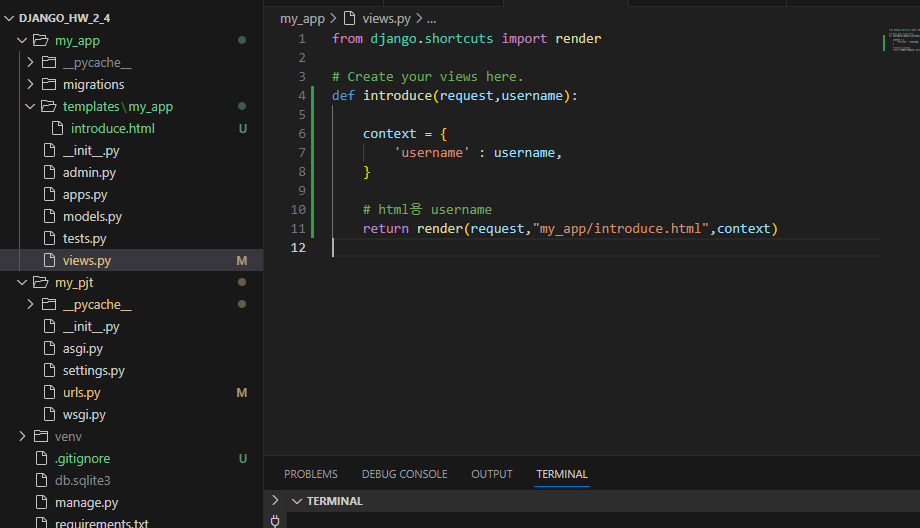 DJANGO_HW_2_4
my_app
__pycache__
migrations
templates\my_app
introduce.html U
__init__.py
admin.py
apps.py
models.py
tests.py
views.py M
my_pjt
__pycache__
__init__.py
asgi.py
settings.py
urls.py M
wsgi.py
venv
.gitignore U
db.sqlite3
manage.py
requirements.txt
my_app > views.py > ...
1 from django.shortcuts import render
2
3 # Create your views here.
4 def introduce(request,username):
5
6 context = {
7 'username' : username,
8 }
9
10 # html용 username
11 return render(request,"my_app/introduce.html",context)
12
PROBLEMS DEBUG CONSOLE OUTPUT TERMINAL
TERMINAL